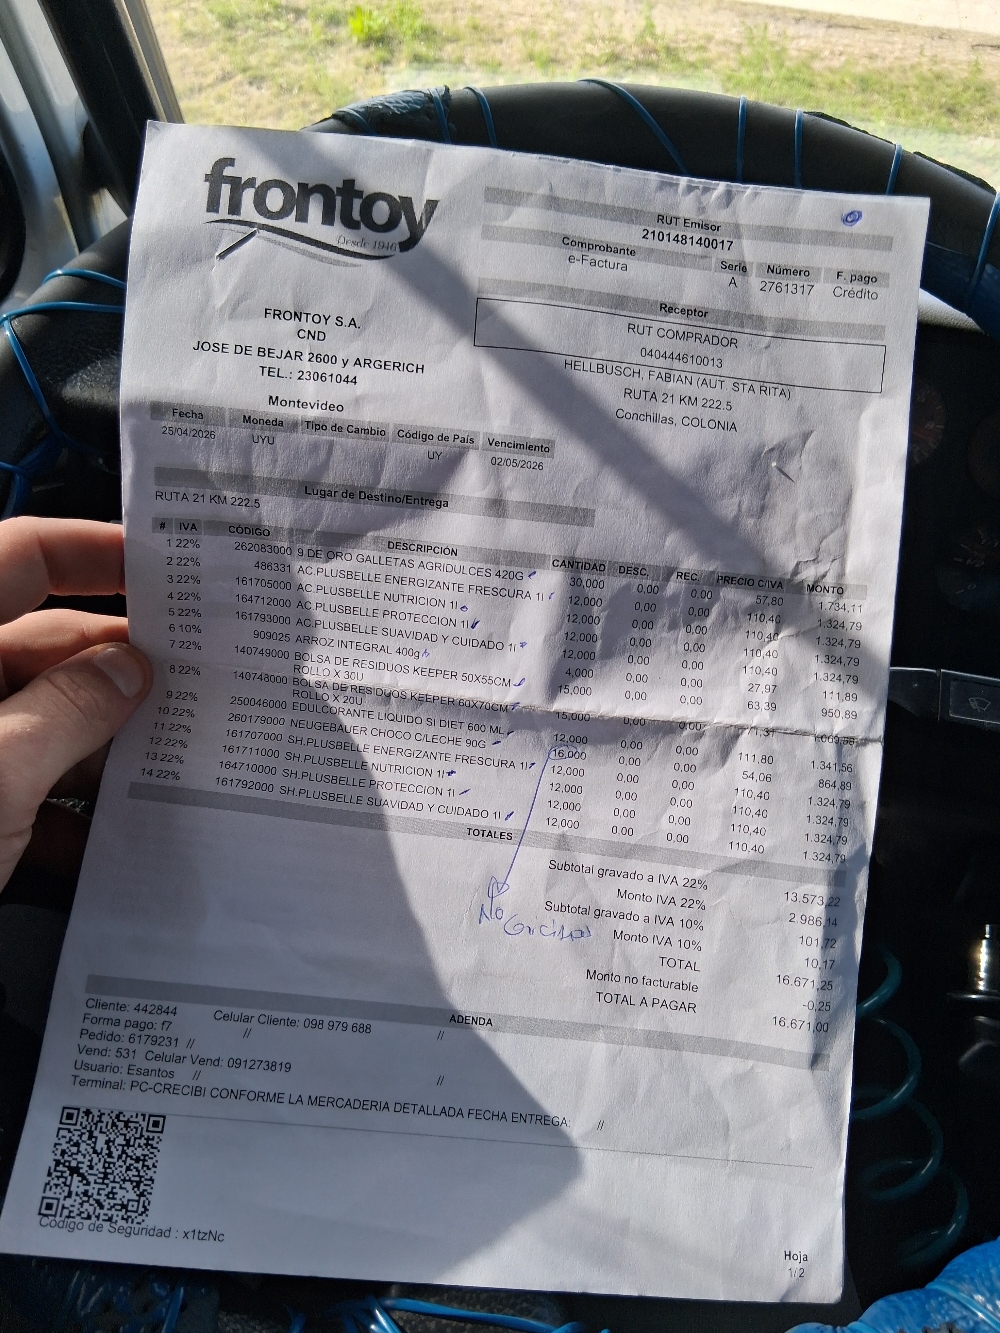 frontoy
Desde 1946
RUT Emisor
210148140017
Comprobante Serie Número F. pago
e-Factura A 2761317 Crédito
Receptor
RUT COMPRADOR
040444610013
HELLBUSCH, FABIAN (AUT. STA RITA)
RUTA 21 KM 222.5
Conchillas, COLONIA
FRONTOY S.A.
CND
JOSE DE BEJAR 2600 y ARGERICH
TEL.: 23061044
Montevideo
Fecha Moneda Tipo de Cambio Código de País Vencimiento
25/04/2026 UYU UY 02/05/2026
Lugar de Destino/Entrega
RUTA 21 KM 222.5
# IVA CÓDIGO DESCRIPCIÓN CANTIDAD DESC. REC. PRECIO C/IVA MONTO
1 22% 262083000 9 DE ORO GALLETAS AGRIDULCES 420G 30,000 0,00 0,00 57,80 1.734,11
2 22% 486331 AC.PLUSBELLE ENERGIZANTE FRESCURA 1l 12,000 0,00 0,00 110,40 1.324,79
3 22% 161705000 AC.PLUSBELLE NUTRICION 1l 12,000 0,00 0,00 110,40 1.324,79
4 22% 164712000 AC.PLUSBELLE PROTECCION 1l 12,000 0,00 0,00 110,40 1.324,79
5 22% 161793000 AC.PLUSBELLE SUAVIDAD Y CUIDADO 1l 12,000 0,00 0,00 110,40 1.324,79
6 10% 909025 ARROZ INTEGRAL 400g 4,000 0,00 0,00 27,97 111,89
7 22% 140749000 BOLSA DE RESIDUOS KEEPER 50X55CM 15,000 0,00 0,00 63,39 950,89
ROLLO X 30U
8 22% 140748000 BOLSA DE RESIDUOS KEEPER 60X70CM 15,000 0,00 0,00
ROLLO X 20U
9 22% 250046000 EDULCORANTE LIQUIDO SI DIET 600 ML 12,000 0,00 0,00 111,80 1.341,56
10 22% 260179000 NEUGEBAUER CHOCO C/LECHE 90G 16,000 0,00 0,00 54,06 864,89
11 22% 161707000 SH.PLUSBELLE ENERGIZANTE FRESCURA 1l 12,000 0,00 0,00 110,40 1.324,79
12 22% 161711000 SH.PLUSBELLE NUTRICION 1l 12,000 0,00 0,00 110,40 1.324,79
13 22% 164710000 SH.PLUSBELLE PROTECCION 1l 12,000 0,00 0,00 110,40 1.324,79
14 22% 161792000 SH.PLUSBELLE SUAVIDAD Y CUIDADO 1l 12,000 0,00 0,00 110,40 1.324,79
TOTALES
Subtotal gravado a IVA 22% 13.573,22
Monto IVA 22% 2.986,14
Subtotal gravado a IVA 10% 101,72
Monto IVA 10% 10,17
TOTAL 16.671,25
Monto no facturable -0,25
TOTAL A PAGAR 16.671,00
No
ADENDA
Cliente: 442844 Celular Cliente: 098 979 688 //
Forma pago: f7 //
Pedido: 6179231 //
Vend: 531 Celular Vend: 091273819
Usuario: Esantos // //
Terminal: PC-CRECIBI CONFORME LA MERCADERIA DETALLADA FECHA ENTREGA: //
Código de Seguridad : x1tzNc
Hoja
1/2